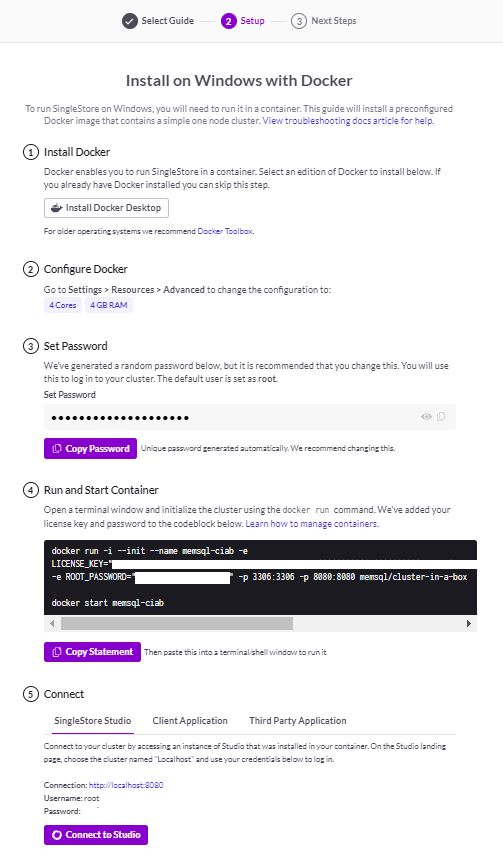 Select Guide
2 Setup
3 Next Steps
Install on Windows with Docker
To run SingleStore on Windows, you will need to run it in a container. This guide will install a preconfigured
Docker image that contains a simple one node cluster. View troubleshooting docs article for help.
1 Install Docker
Docker enables you to run SingleStore in a container. Select an edition of Docker to install below. If
you already have Docker installed you can skip this step.
Install Docker Desktop
For older operating systems we recommend Docker Toolbox.
2 Configure Docker
Go to Settings > Resources > Advanced to change the configuration to:
4 Cores 4 GB RAM
3 Set Password
We've generated a random password below, but it is recommended that you change this. You will use
this to log in to your cluster. The default user is set as root.
Set Password
••••••••••••••••••••
Copy Password Unique password generated automatically. We recommend changing this.
4 Run and Start Container
Open a terminal window and initialize the cluster using the docker run command. We've added your
license key and password to the codeblock below. Learn how to manage containers.
docker run -i --init --name memsql-ciab -e
LICENSE_KEY="
-e ROOT_PASSWORD=" " -p 3306:3306 -p 8080:8080 memsql/cluster-in-a-box
docker start memsql-ciab
Copy Statement Then paste this into a terminal/shell window to run it
5 Connect
SingleStore Studio Client Application Third Party Application
Connect to your cluster by accessing an instance of Studio that was installed in your container. On the Studio landing
page, choose the cluster named "Localhost" and use your credentials below to log in.
Connection: http://localhost:8080
Username: root
Password:
Connect to Studio